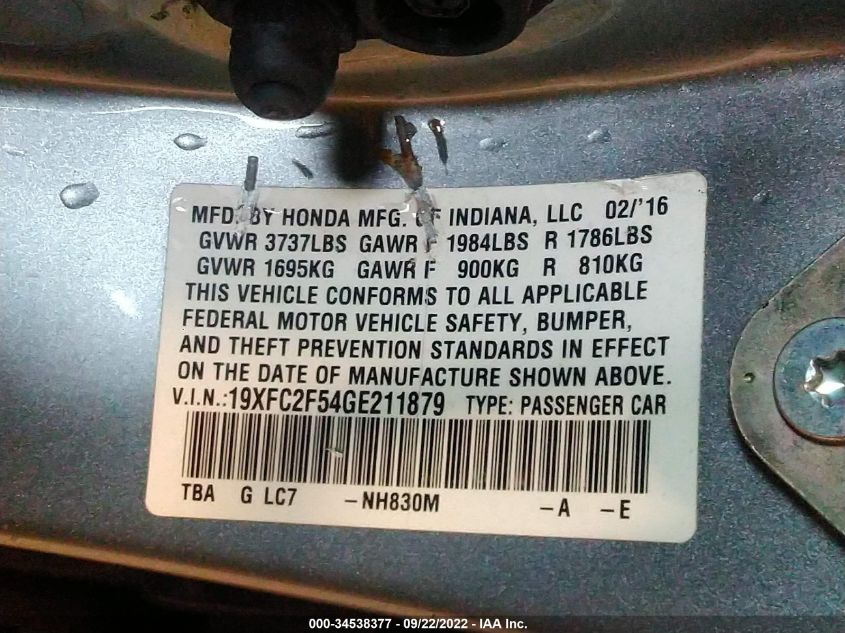 MFD. BY HONDA MFG. OF INDIANA, LLC 02/'16
GVWR 3737LBS GAWR F 1984LBS R 1786LBS
GVWR 1695KG GAWR F 900KG R 810KG
THIS VEHICLE CONFORMS TO ALL APPLICABLE
FEDERAL MOTOR VEHICLE SAFETY, BUMPER,
AND THEFT PREVENTION STANDARDS IN EFFECT
ON THE DATE OF MANUFACTURE SHOWN ABOVE.
V.I.N.:19XFC2F54GE211879 TYPE: PASSENGER CAR
TBA G LC7 -NH830M -A -E
000-34538377 - 09/22/2022 - IAA Inc.